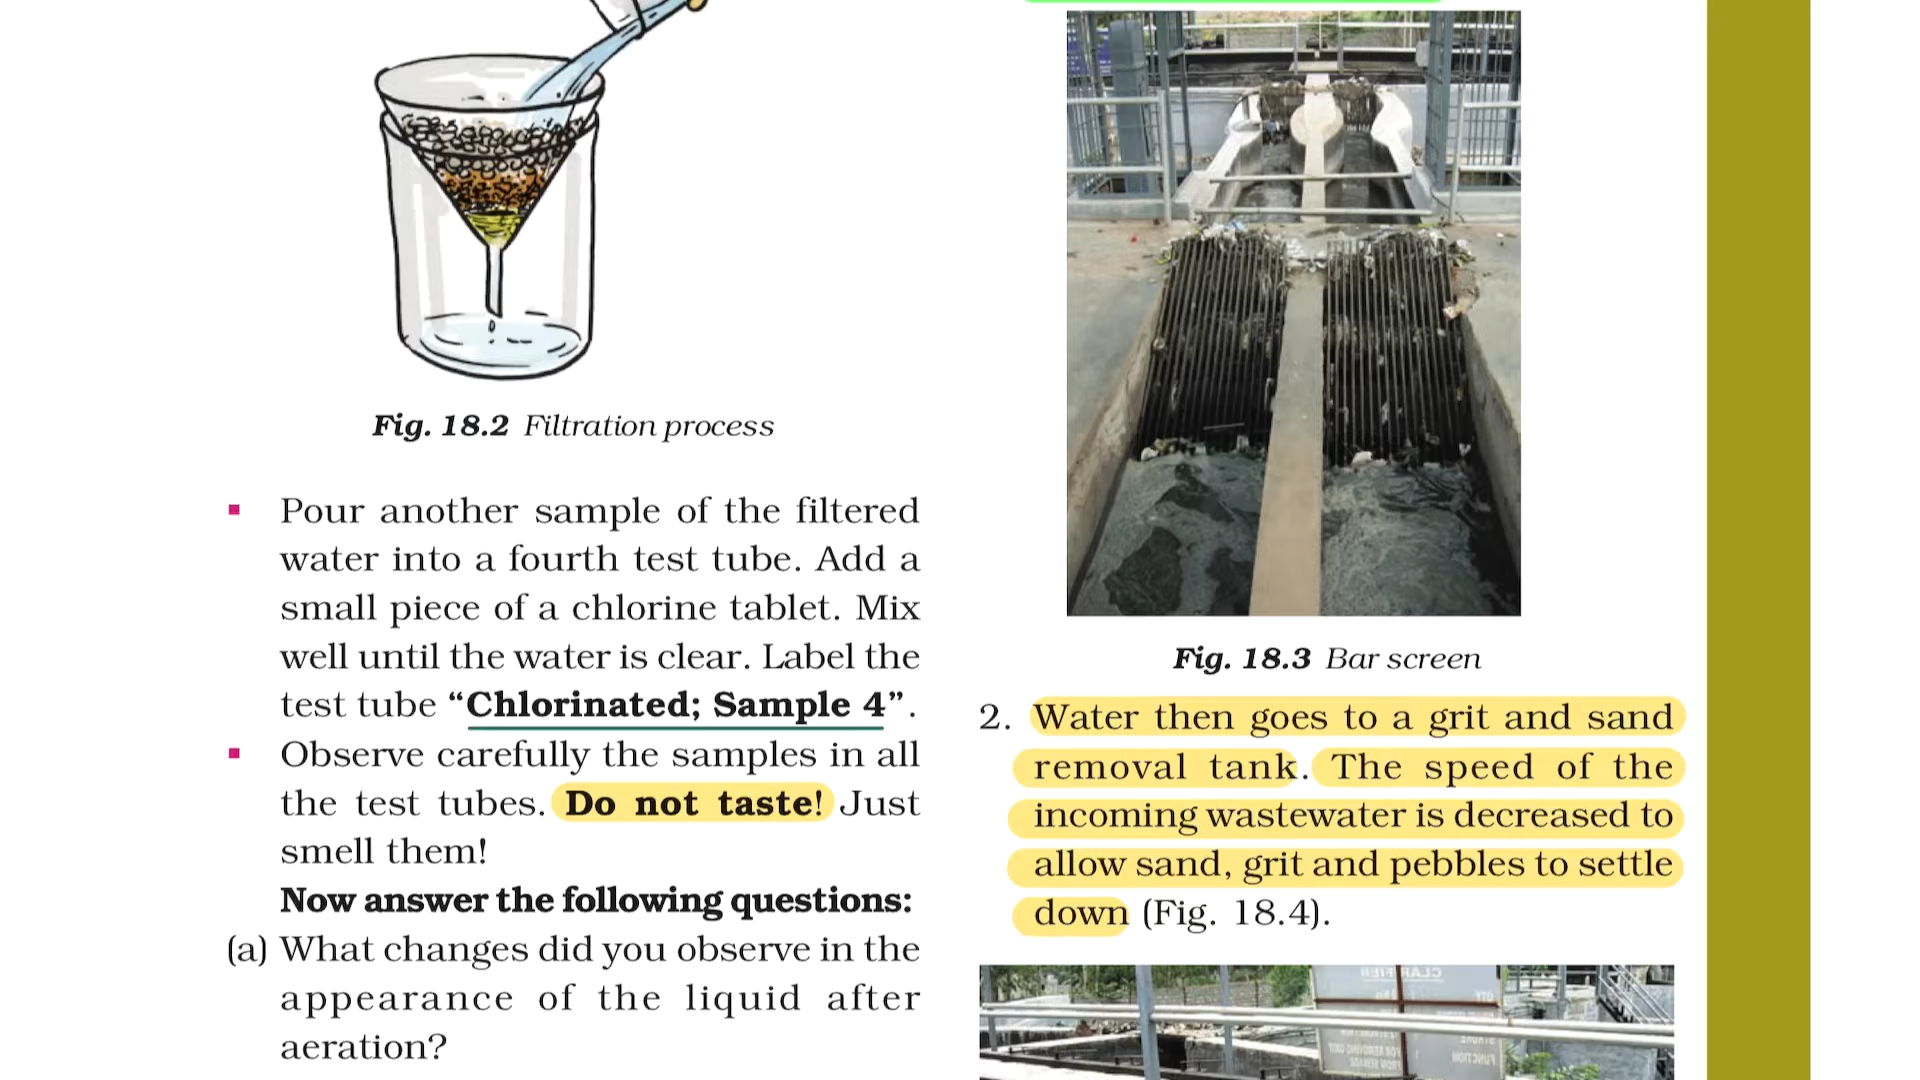 Fig. 18.2 Filtration process
▪ Pour another sample of the filtered
water into a fourth test tube. Add a
small piece of a chlorine tablet. Mix
well until the water is clear. Label the
test tube “Chlorinated; Sample 4”.
▪ Observe carefully the samples in all
the test tubes. Do not taste! Just
smell them!
Now answer the following questions:
(a) What changes did you observe in the
appearance of the liquid after
aeration?
Fig. 18.3 Bar screen
2. Water then goes to a grit and sand
removal tank. The speed of the
incoming wastewater is decreased to
allow sand, grit and pebbles to settle
down (Fig. 18.4).
CLARIFIER
FUNCTION